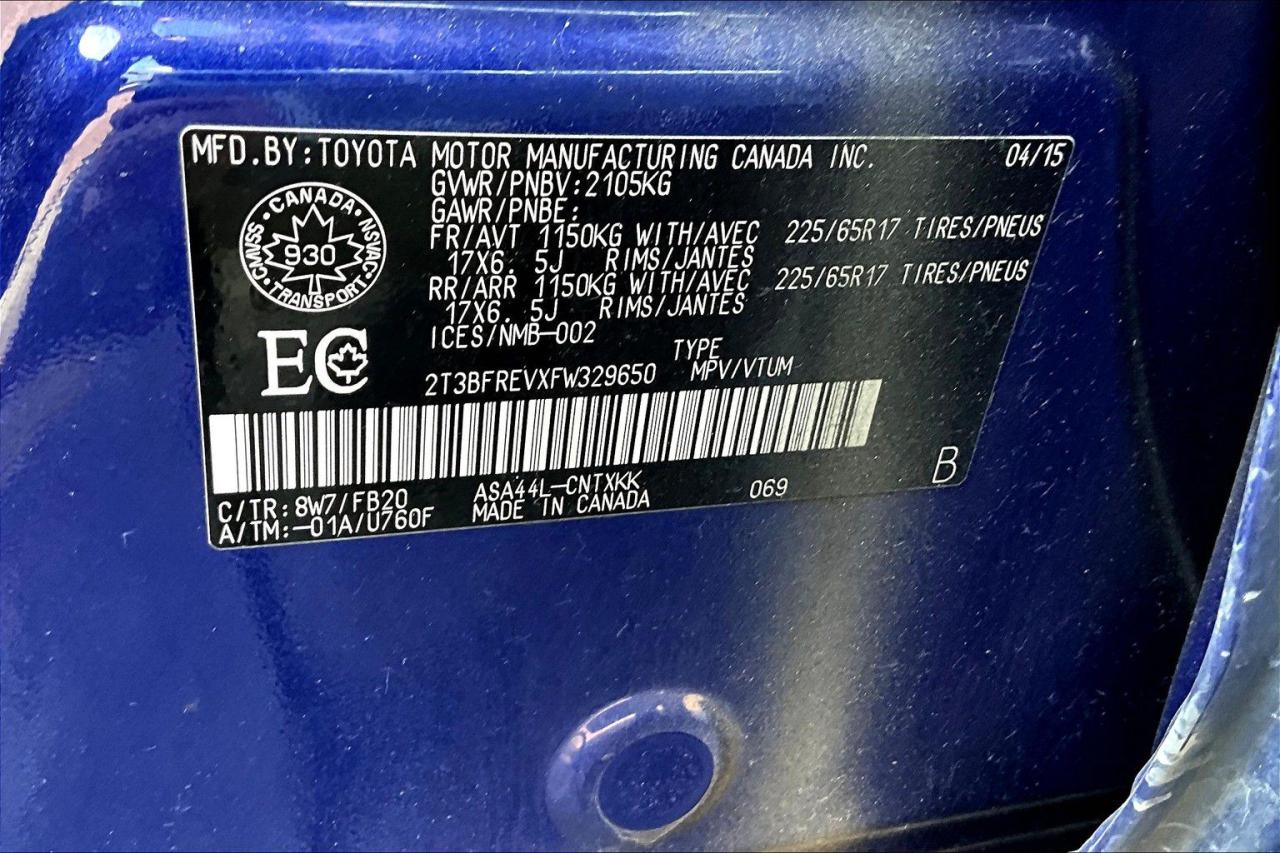 MFD.BY:TOYOTA MOTOR MANUFACTURING CANADA INC. 04/15
GVWR/PNBV:2105KG
GAWR/PNBE:
FR/AVT 1150KG WITH/AVEC 225/65R17 TIRES/PNEUS
17X6. 5J RIMS/JANTES
RR/ARR 1150KG WITH/AVEC 225/65R17 TIRES/PNEUS
17X6. 5J RIMS/JANTES
ICES/NMB-002
CANADA
CMVSS
NSVAC
930
TRANSPORT
EC
TYPE
2T3BFREVXFW329650 MPV/VTUM
C/TR:8W7/FB20 ASA44L-CNTXKK 069 B
A/TM:-01A/U760F MADE IN CANADA